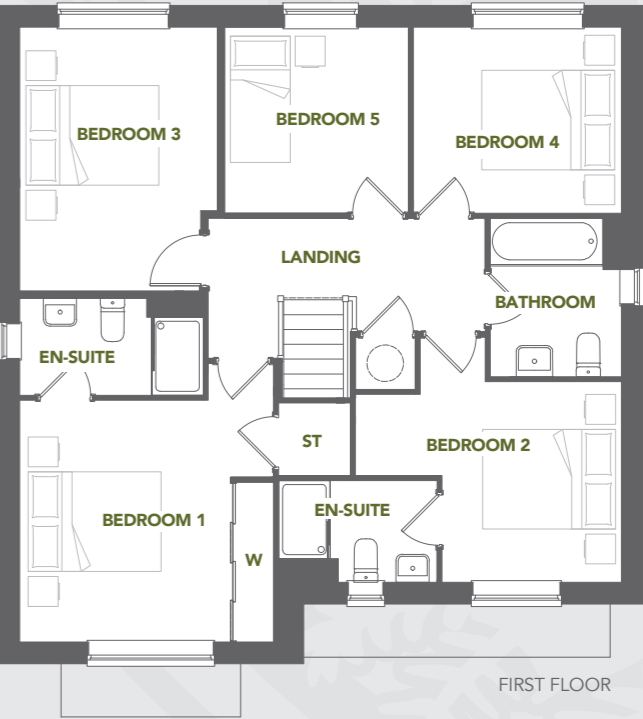 BEDROOM 3
BEDROOM 5
BEDROOM 4
LANDING
BATHROOM
EN-SUITE
ST
BEDROOM 2
BEDROOM 1
EN-SUITE
W
FIRST FLOOR